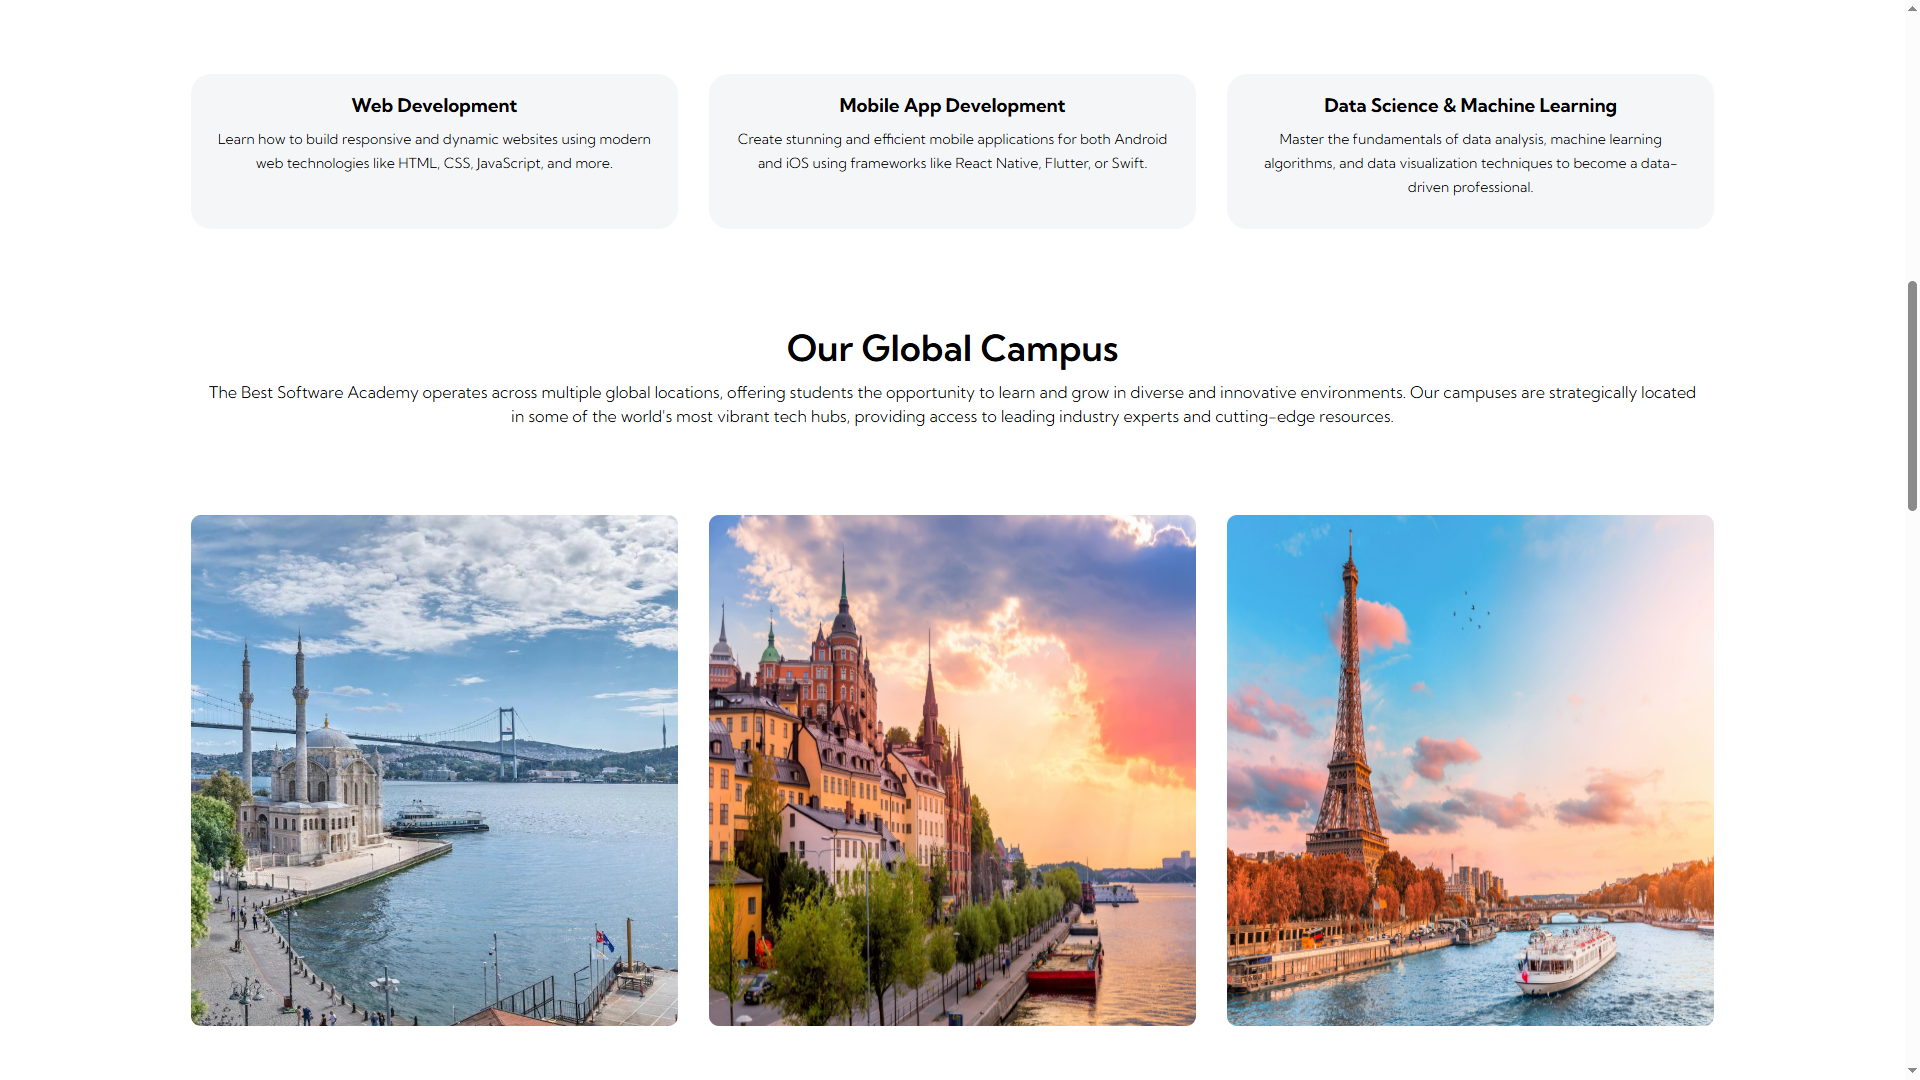 Web Development
Learn how to build responsive and dynamic websites using modern
web technologies like HTML, CSS, JavaScript, and more.
Mobile App Development
Create stunning and efficient mobile applications for both Android
and iOS using frameworks like React Native, Flutter, or Swift.
Data Science & Machine Learning
Master the fundamentals of data analysis, machine learning
algorithms, and data visualization techniques to become a data-
driven professional.
Our Global Campus
The Best Software Academy operates across multiple global locations, offering students the opportunity to learn and grow in diverse and innovative environments. Our campuses are strategically located
in some of the world's most vibrant tech hubs, providing access to leading industry experts and cutting-edge resources.